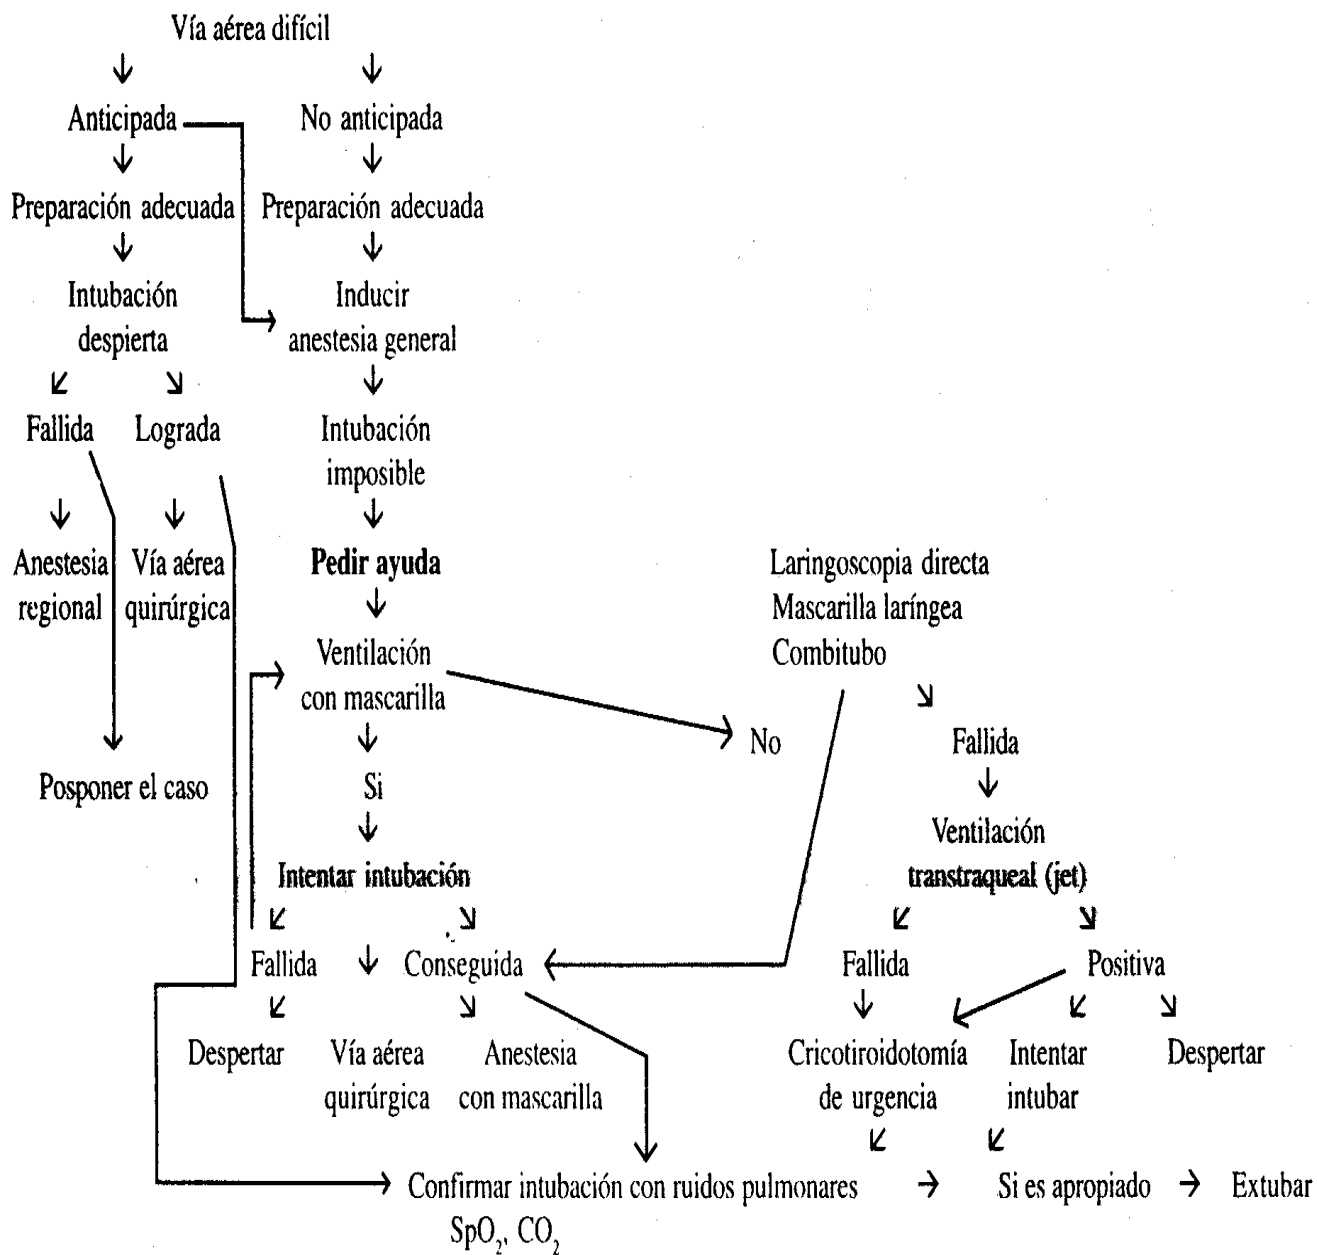 Vía aérea difícil
Anticipada
No anticipada
Preparación adecuada
Preparación adecuada
Intubación
despierta
Inducir
anestesia general
Fallida
Lograda
Intubación
imposible
Anestesia
regional
Vía aérea
quirúrgica
Pedir ayuda
Laringoscopia directa
Mascarilla laríngea
Combitubo
Ventilación
con mascarilla
No
Fallida
Posponer el caso
Si
Ventilación
transtraqueal (jet)
Intentar intubación
Fallida
Conseguida
Fallida
Positiva
Despertar
Vía aérea
quirúrgica
Anestesia
con mascarilla
Cricotiroidotomía
de urgencia
Intentar
intubar
Despertar
Confirmar intubación con ruidos pulmonares
SpO₂, CO₂
Si es apropiado
Extubar